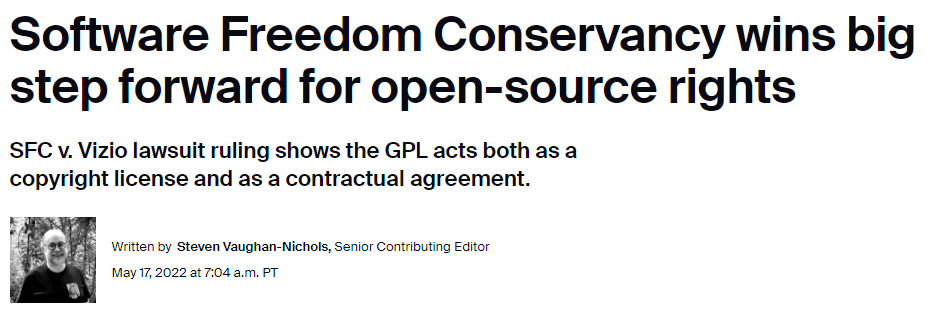 Software Freedom Conservancy wins big
step forward for open-source rights
SFC v. Vizio lawsuit ruling shows the GPL acts both as a
copyright license and as a contractual agreement.
Written by Steven Vaughan-Nichols, Senior Contributing Editor
May 17, 2022 at 7:04 a.m. PT